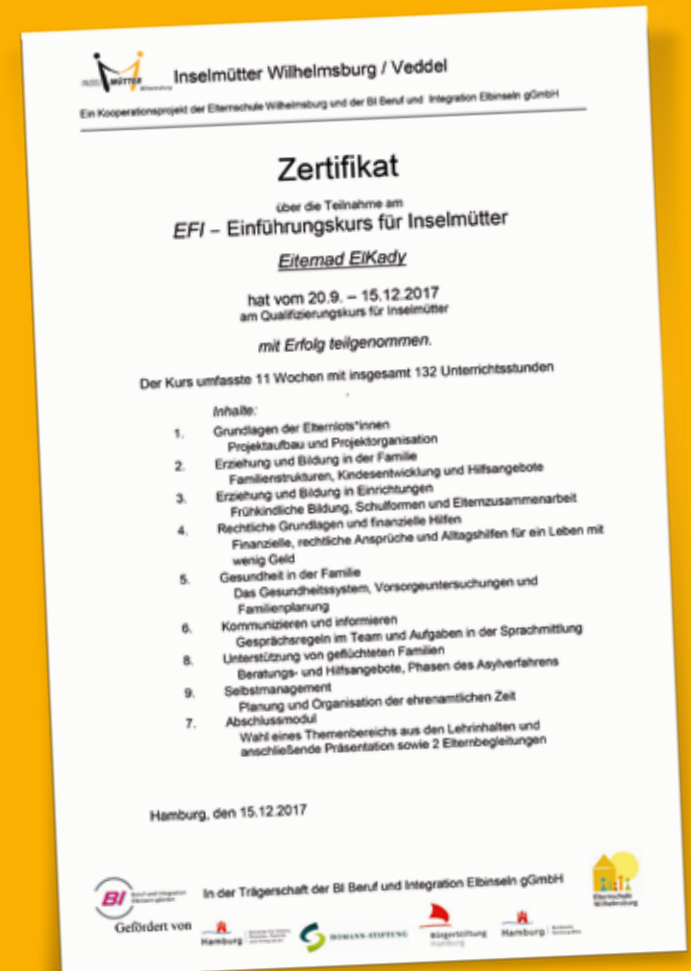 MÜTTER
Inselmütter Wilhelmsburg / Veddel
Ein Kooperationsprojekt der Elternschule Wilhelmsburg und der BI Beruf und Integration Elbinseln gGmbH
Zertifikat
über die Teilnahme am
EFI – Einführungskurs für Inselmütter
Eitemad ElKady
hat vom 20.9. – 15.12.2017
am Qualifizierungskurs für Inselmütter
mit Erfolg teilgenommen.
Der Kurs umfasste 11 Wochen mit insgesamt 132 Unterrichtsstunden
Inhalte:
1. Grundlagen der Elternlots*innen
Projektaufbau und Projektorganisation
2. Erziehung und Bildung in der Familie
Familienstrukturen, Kindesentwicklung und Hilfsangebote
3. Erziehung und Bildung in Einrichtungen
Frühkindliche Bildung, Schulformen und Elternzusammenarbeit
4. Rechtliche Grundlagen und finanzielle Hilfen
Finanzielle, rechtliche Ansprüche und Alltagshilfen für ein Leben mit
wenig Geld
5. Gesundheit in der Familie
Das Gesundheitssystem, Vorsorgeuntersuchungen und
Familienplanung
6. Kommunizieren und informieren
Gesprächsregeln im Team und Aufgaben in der Sprachmittlung
8. Unterstützung von geflüchteten Familien
Beratungs- und Hilfsangebote, Phasen des Asylverfahrens
9. Selbstmanagement
Planung und Organisation der ehrenamtlichen Zeit
7. Abschlussmodul
Wahl eines Themenbereichs aus den Lehrinhalten und
anschließende Präsentation sowie 2 Elternbegleitungen
Hamburg, den 15.12.2017
BI
In der Trägerschaft der BI Beruf und Integration Elbinseln gGmbH
Elternschule
Wilhelmsburg
Gefördert von
Hamburg
HOMANN-STIFTUNG
BürgerStiftung
Hamburg
Hamburg